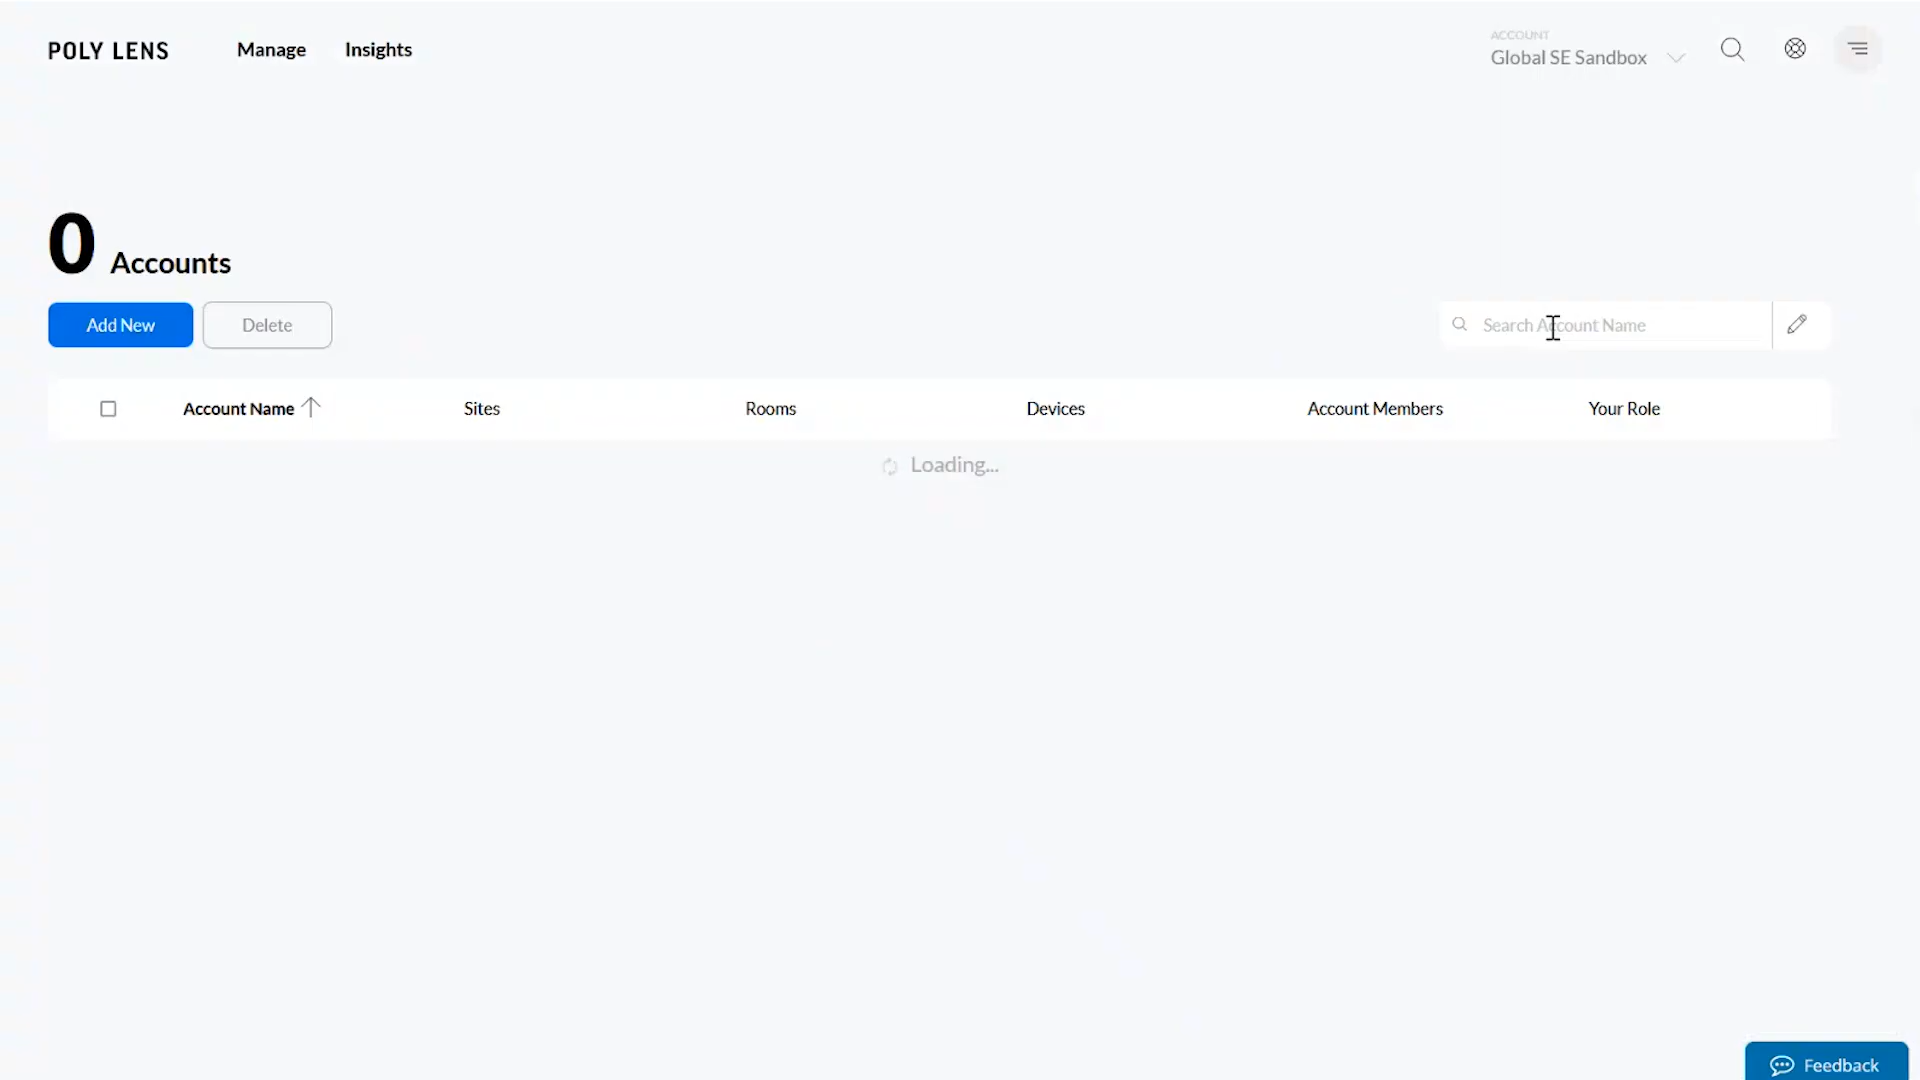 POLY LENS
Manage
Insights
ACCOUNT
Global SE Sandbox
0 Accounts
Add New
Delete
Search Account Name
Account Name
Sites
Rooms
Devices
Account Members
Your Role
Loading...
Feedback